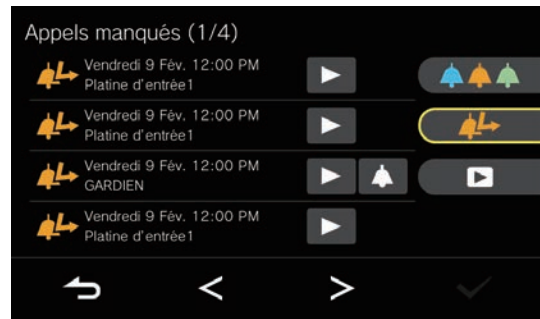 Appels manqués (1/4)
Vendredi 9 Fév. 12:00 PM
Platine d'entrée1
Vendredi 9 Fév. 12:00 PM
Platine d'entrée1
Vendredi 9 Fév. 12:00 PM
GARDIEN
Vendredi 9 Fév. 12:00 PM
Platine d'entrée1